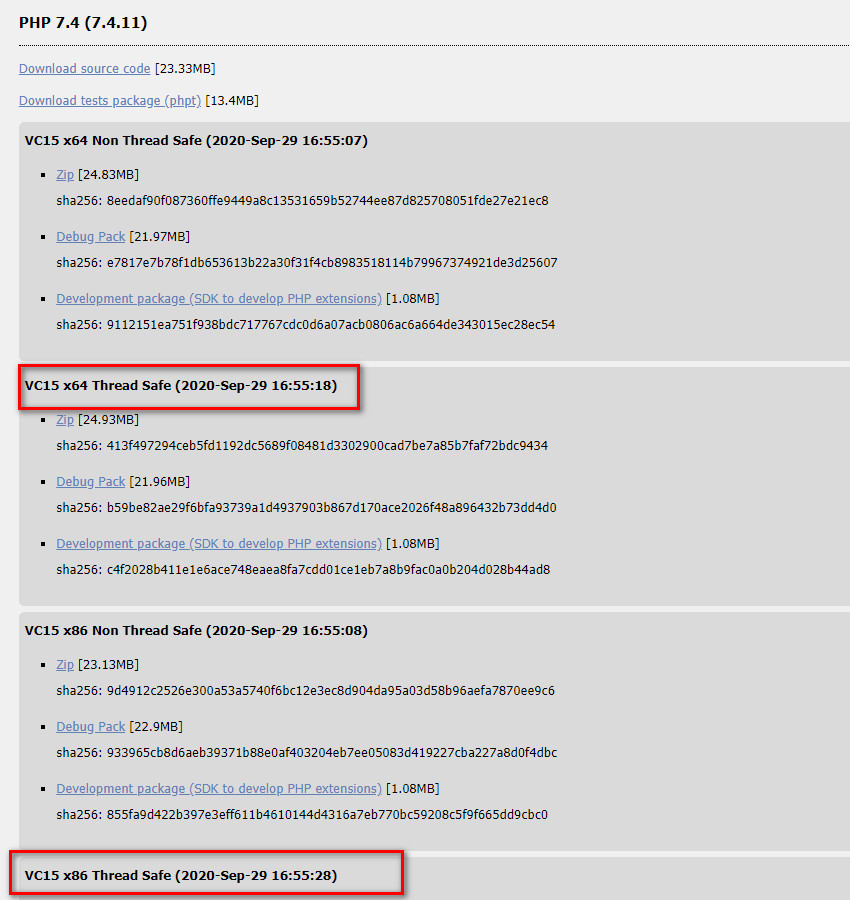 PHP 7.4 (7.4.11)
Download source code [23.33MB]
Download tests package (phpt) [13.4MB]
VC15 x64 Non Thread Safe (2020-Sep-29 16:55:07)
Zip [24.83MB]
sha256: 8eedaf90f087360ffe9449a8c13531659b52744ee87d825708051fde27e21ec8
Debug Pack [21.97MB]
sha256: e7817e7b78f1db653613b22a30f31f4cb8983518114b79967374921de3d25607
Development package (SDK to develop PHP extensions) [1.08MB]
sha256: 9112151ea751f938bdc717767cdc0d6a07acb0806ac6a664de343015ec28ec54
VC15 x64 Thread Safe (2020-Sep-29 16:55:18)
Zip [24.93MB]
sha256: 413f497294ceb5fd1192dc5689f08481d3302900cad7be7a85b7faf72bdc9434
Debug Pack [21.96MB]
sha256: b59be82ae29f6bfa93739a1d4937903b867d170ace2026f48a896432b73dd4d0
Development package (SDK to develop PHP extensions) [1.08MB]
sha256: c4f2028b411e1e6ace748eaea8fa7cdd01ce1eb7a8b9fac0a0b204d028b44ad8
VC15 x86 Non Thread Safe (2020-Sep-29 16:55:08)
Zip [23.13MB]
sha256: 9d4912c2526e300a53a5740f6bc12e3ec8d904da95a03d58b96aefa7870ee9c6
Debug Pack [22.9MB]
sha256: 933965cb8d6aeb39371b88e0af403204eb7ee05083d419227cba227a8d0f4dbc
Development package (SDK to develop PHP extensions) [1.08MB]
sha256: 855fa9d422b397e3eff611b4610144d4316a7eb770bc59208c5f9f665dd9cbc0
VC15 x86 Thread Safe (2020-Sep-29 16:55:28)